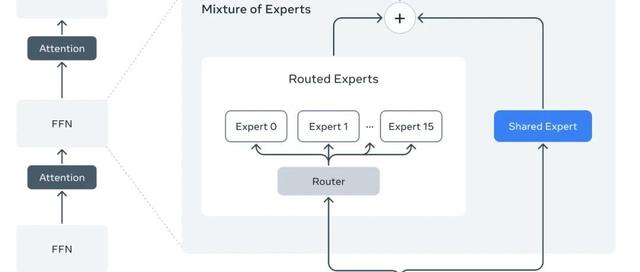 Mixture of Experts
+
Attention
Routed Experts
FFN
Expert 0
Expert 1
...
Expert 15
Shared Expert
Attention
Router
FFN